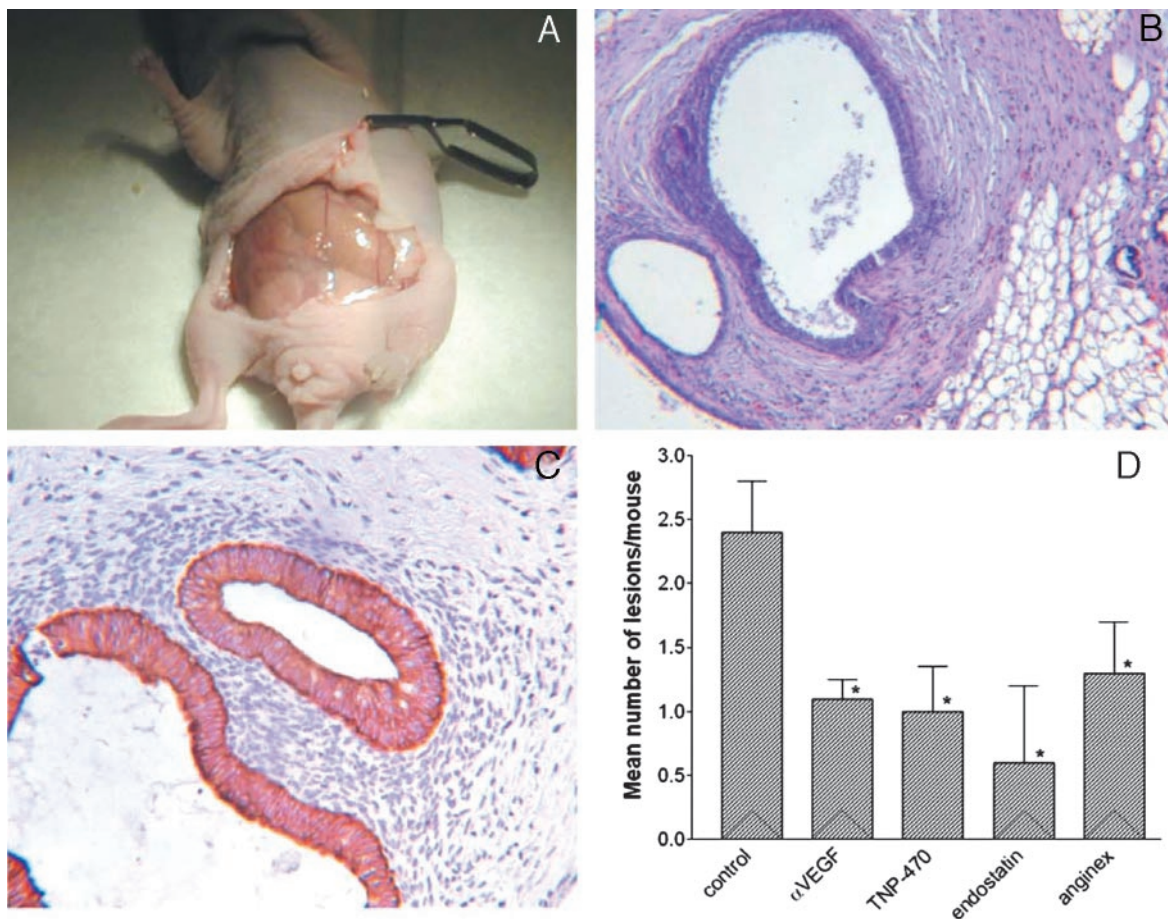 A
B
C
D
Mean number of lesions/mouse
3.0
2.5
2.0
1.5
1.0
0.5
0.0
* * * *
control αVEGF TNP-470 endostatin anginex